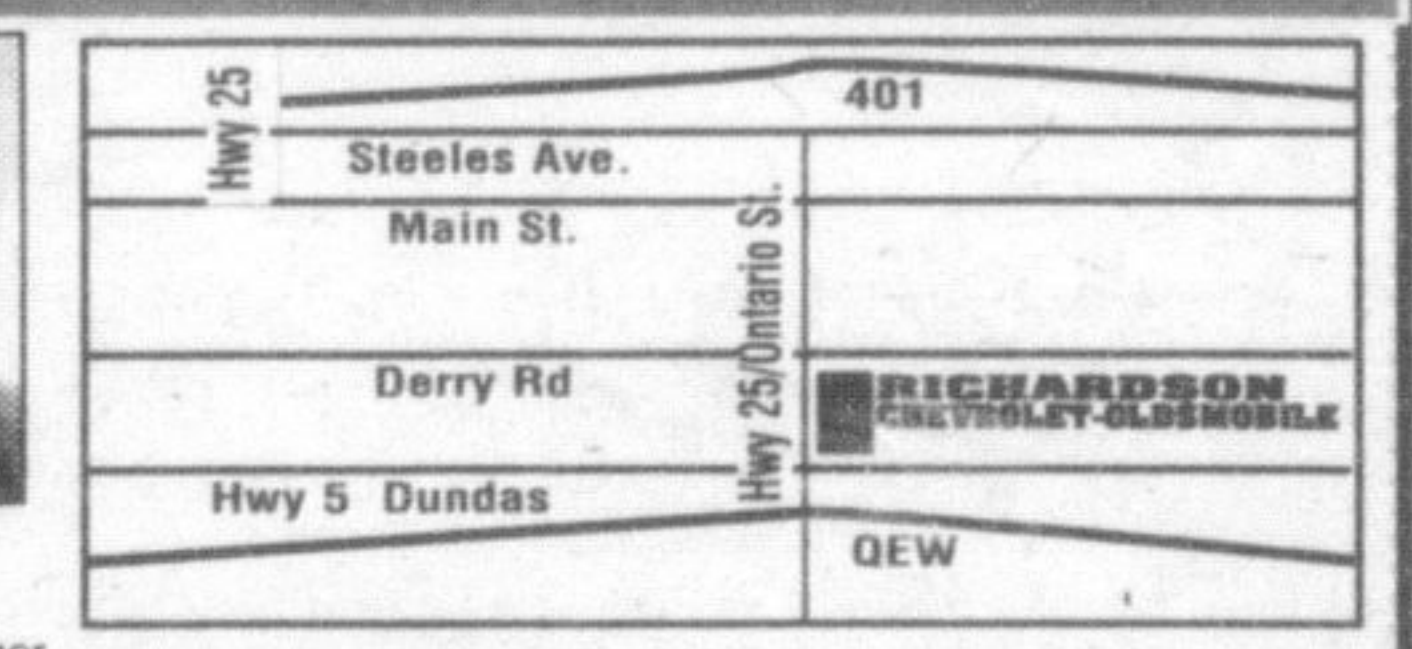 Hwy 25
401
Steeles Ave.
Main St.
Hwy 25/Ontario St.
Derry Rd
RICHARDSON
CHEVROLET-OLDSMOBILE
Hwy 5 Dundas
QEW